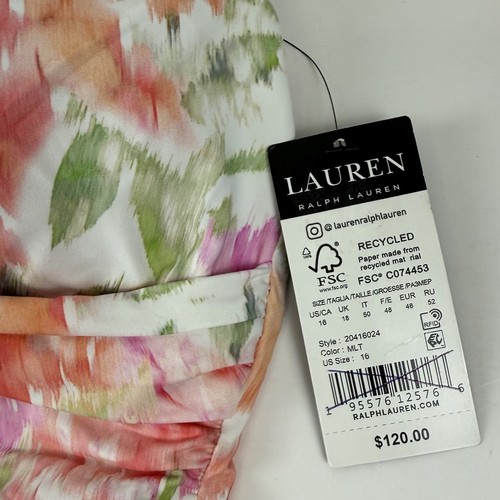 LAUREN
RALPH LAUREN
@laurenralphlauren
RECYCLED
Paper made from
recycled mat rial
FSC
www.fsc.org
FSC® C074453
SIZE/TAGLIA/TAILLE/GROESSE/РАЗМЕР
US/CA UK IT F/E EUR RU
16 18 50 48 46 52
RFID
Style : 20416024
Color : MLT
US Size : 16
95576 12576 6
RALPHLAUREN.COM
$120.00